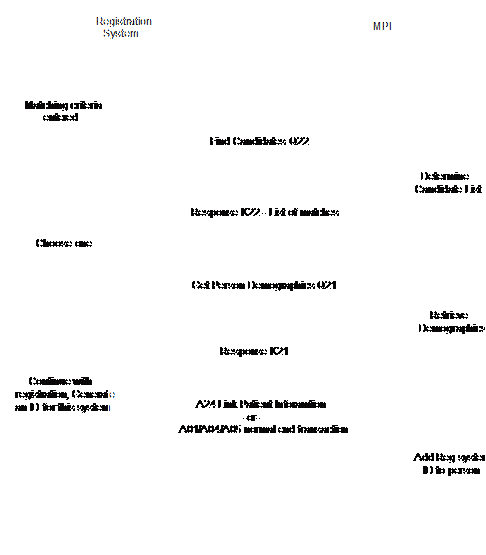 Registration
System
MPI
Matching criteria
entered
Find Candidates Q22
Determine
Candidate List
Response K22 - List of matches
Choose one
Get Person Demographics Q21
Retrieve
Demographics
Response K21
Continue with
registration, Generate
an ID for this system
A24 Link Patient Information
-or-
A01/A04/A05 normal end transaction
Add Reg system
ID to person